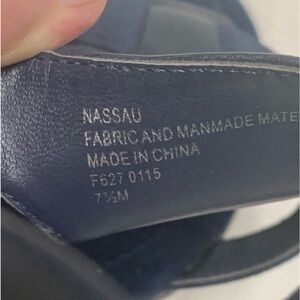 NASSAU
FABRIC AND MANMADE MATE
MADE IN CHINA
F627 0115
7½M